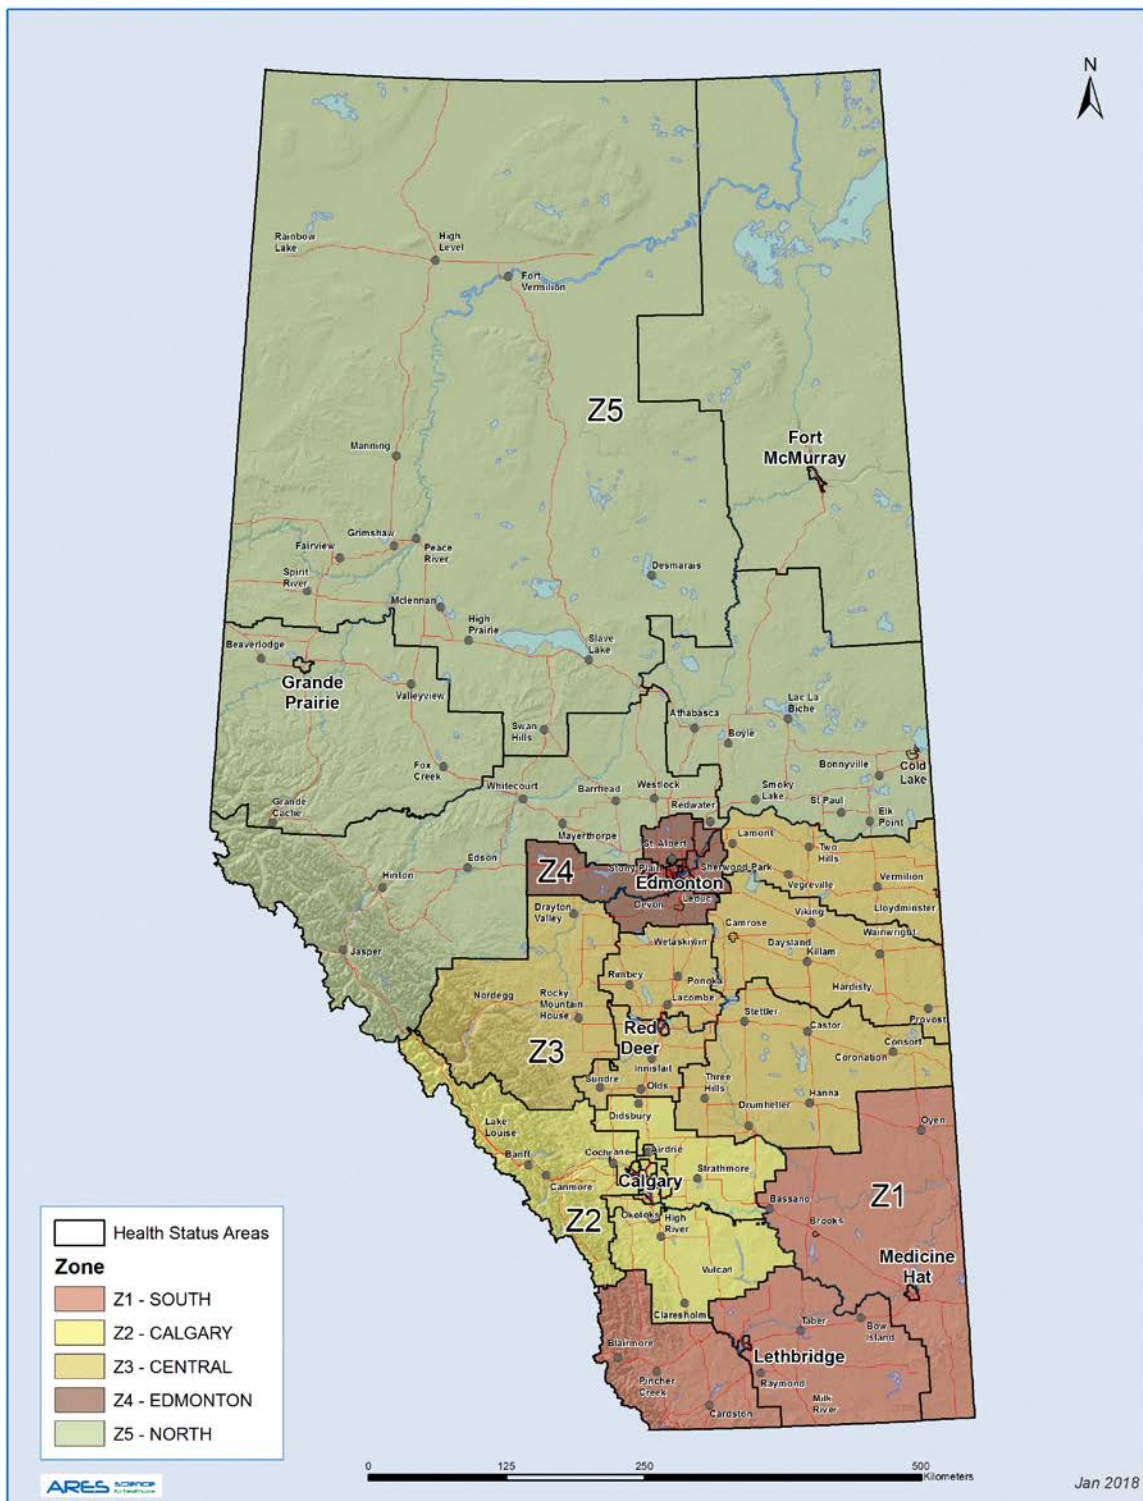 N
Rainbow
Lake
High
Level
Fort
Vermilion
Z5
Fort
McMurray
Manning
Grimshaw
Peace
River
Fairview
Spirit
River
Desmarais
Mclennan
High
Prairie
Slave
Lake
Beaverlodge
Grande
Prairie
Valleyview
Swan
Hills
Athabasca
Lac La
Biche
Boyle
Fox
Creek
Bonnyville
Cold
Lake
Whitecourt
Barrhead
Westlock
Smoky
Lake
St Paul
Elk
Point
Grande
Cache
Redwater
Mayerthorpe
Lamont
Two
Hills
St. Albert
Edson
Z4
Stony Plain
Sherwood Park
Edmonton
Vegreville
Vermilion
Hinton
Devon
Leduc
Lloydminster
Drayton
Valley
Camrose
Viking
Wainwright
Jasper
Wetaskiwin
Daysland
Killam
Rimbey
Ponoka
Hardisty
Nordegg
Rocky
Mountain
House
Lacombe
Provost
Stettler
Red
Deer
Castor
Consort
Coronation
Z3
Innisfail
Sundre
Olds
Three
Hills
Hanna
Didsbury
Drumheller
Oyen
Lake
Louise
Cochrane
Airdrie
Banff
Strathmore
Canmore
Calgary
Bassano
Z1
Z2
Okotoks
High
River
Brooks
Medicine
Hat
Vulcan
Claresholm
Taber
Bow
Island
Blairmore
Lethbridge
Pincher
Creek
Raymond
Milk
River
Cardston
Health Status Areas
Zone
Z1 - SOUTH
Z2 - CALGARY
Z3 - CENTRAL
Z4 - EDMONTON
Z5 - NORTH
0 125 250 500
Kilometers
ARES science
for healthcare
Jan 2018